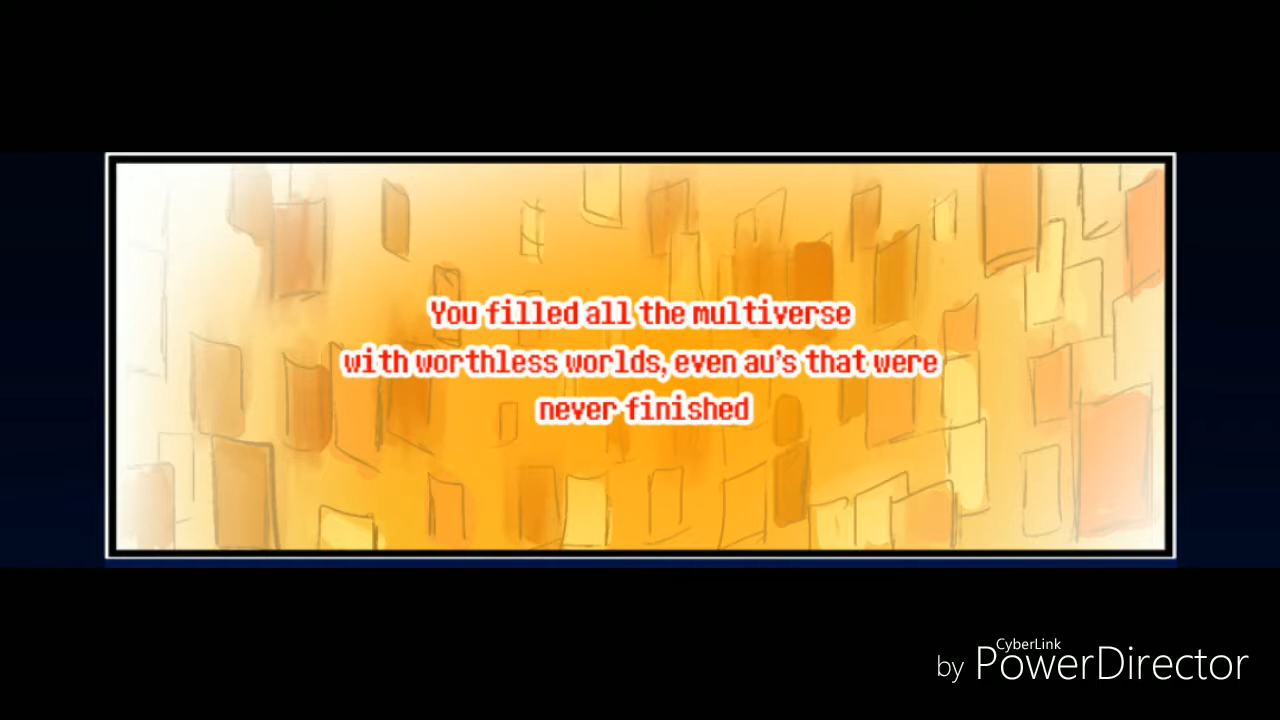 You filled all the multiverse
with worthless worlds, even au's that were
never finished
CyberLink
by PowerDirector